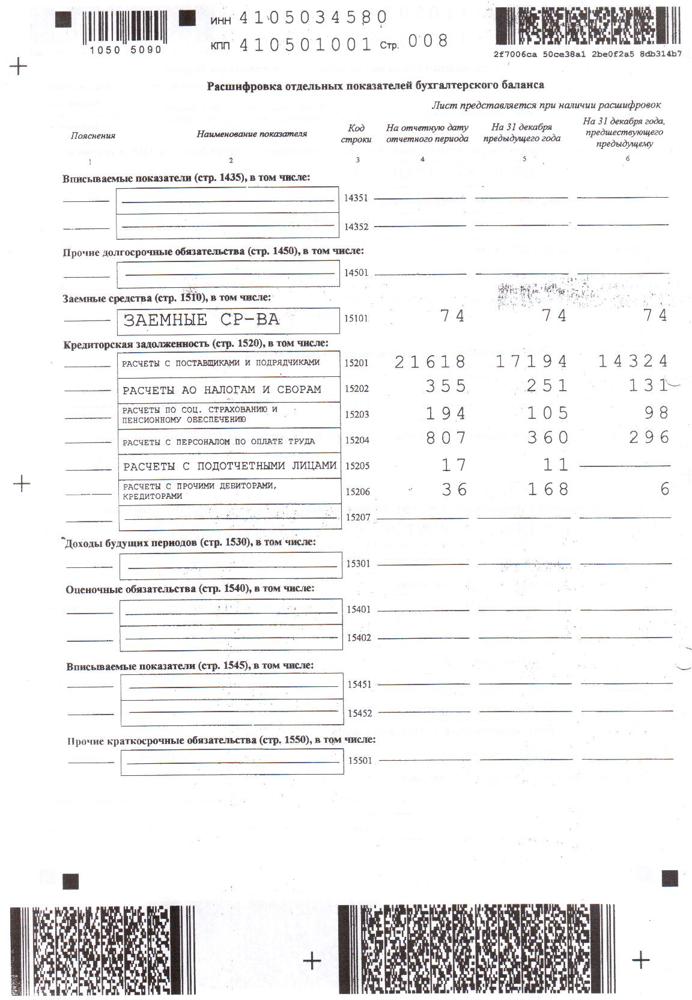 ИНН 4105034580
1050 5090
КПП 410501001 Стр. 008
2f7006ca 50ce38a1 2be0f2a5 8db314b7
Расшифровка отдельных показателей бухгалтерского баланса
Лист представляется при наличии расшифровок
Пояснения Наименование показателя Код строки На отчетную дату отчетного периода На 31 декабря предыдущего года На 31 декабря года, предшествующего предыдущему
1 2 3 4 5 6
Вписываемые показатели (стр. 1435), в том числе:
14351
14352
Прочие долгосрочные обязательства (стр. 1450), в том числе:
14501
Заемные средства (стр. 1510), в том числе:
ЗАЕМНЫЕ СР-ВА 15101 74 74 74
Кредиторская задолженность (стр. 1520), в том числе:
РАСЧЕТЫ С ПОСТАВЩИКАМИ И ПОДРЯДЧИКАМИ 15201 21618 17194 14324
РАСЧЕТЫ АО НАЛОГАМ И СБОРАМ 15202 355 251 131
РАСЧЕТЫ ПО СОЦ. СТРАХОВАНИЮ И
ПЕНСИОННОМУ ОБЕСПЕЧЕНИЮ 15203 194 105 98
РАСЧЕТЫ С ПЕРСОНАЛОМ ПО ОПЛАТЕ ТРУДА 15204 807 360 296
РАСЧЕТЫ С ПОДОТЧЕТНЫМИ ЛИЦАМИ 15205 17 11
РАСЧЕТЫ С ПРОЧИМИ ДЕБИТОРАМИ,
КРЕДИТОРАМИ 15206 36 168 6
15207
Доходы будущих периодов (стр. 1530), в том числе:
15301
Оценочные обязательства (стр. 1540), в том числе:
15401
15402
Вписываемые показатели (стр. 1545), в том числе:
15451
15452
Прочие краткосрочные обязательства (стр. 1550), в том числе:
15501